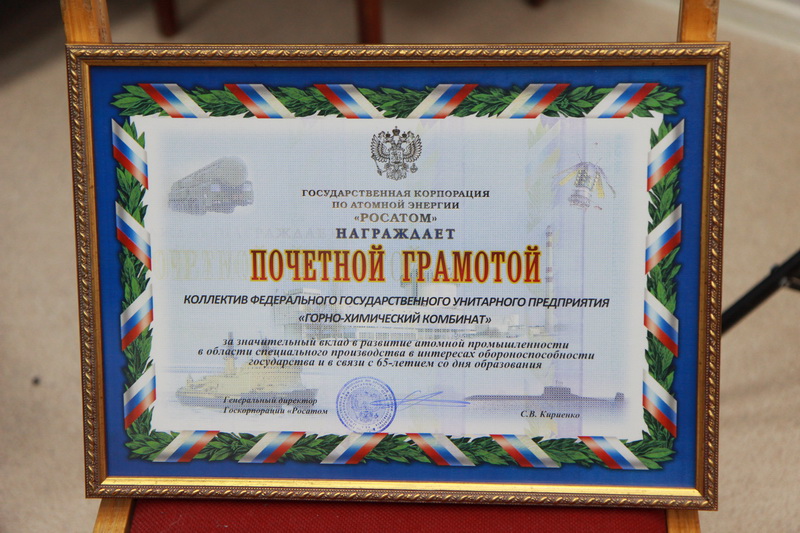 ГОСУДАРСТВЕННАЯ КОРПОРАЦИЯ
ПО АТОМНОЙ ЭНЕРГИИ
«РОСАТОМ»
НАГРАЖДАЕТ
ПОЧЕТНОЙ ГРАМОТОЙ
КОЛЛЕКТИВ ФЕДЕРАЛЬНОГО ГОСУДАРСТВЕННОГО УНИТАРНОГО ПРЕДПРИЯТИЯ
«ГОРНО-ХИМИЧЕСКИЙ КОМБИНАТ»
за значительный вклад в развитие атомной промышленности
в области специального производства в интересах обороноспособности
государства и в связи с 65-летием со дня образования
Генеральный директор
Госкорпорации «Росатом
С.В. Кириенко